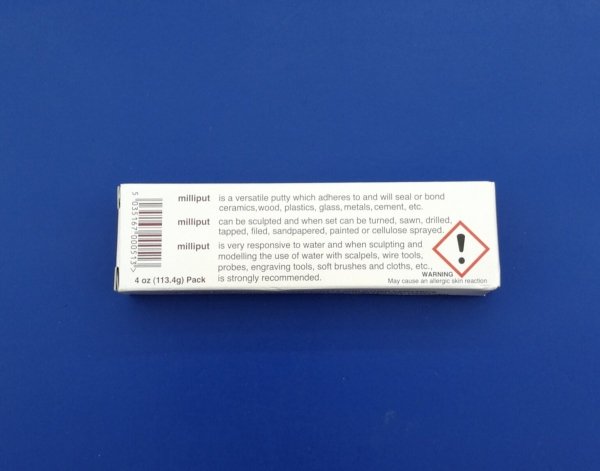 5 035167 000513 >
milliput is a versatile putty which adheres to and will seal or bond
ceramics,wood, plastics, glass, metals, cement, etc.
milliput can be sculpted and when set can be turned, sawn, drilled,
tapped, filed, sandpapered, painted or cellulose sprayed.
milliput is very responsive to water and when sculpting and
modelling the use of water with scalpels, wire tools,
probes, engraving tools, soft brushes and cloths, etc.,
is strongly recommended.
4 oz (113.4g) Pack
WARNING
May cause an allergic skin reaction